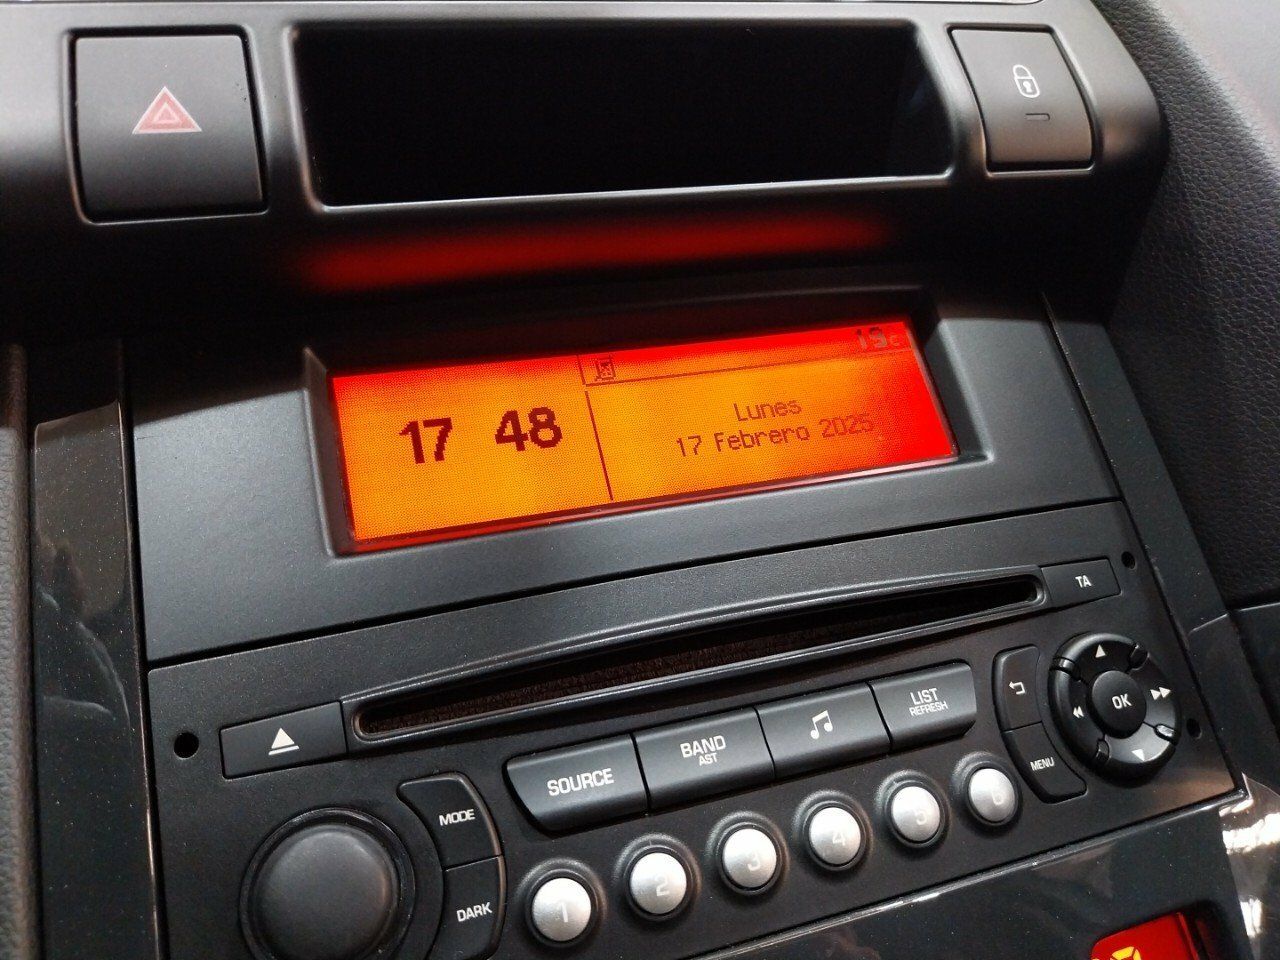 19c
17 48
Lunes
17 Febrero 2025
TA
LIST
REFRESH
BAND
AST
SOURCE
OK
MENU
MODE
DARK
1 2 3 4 5 6